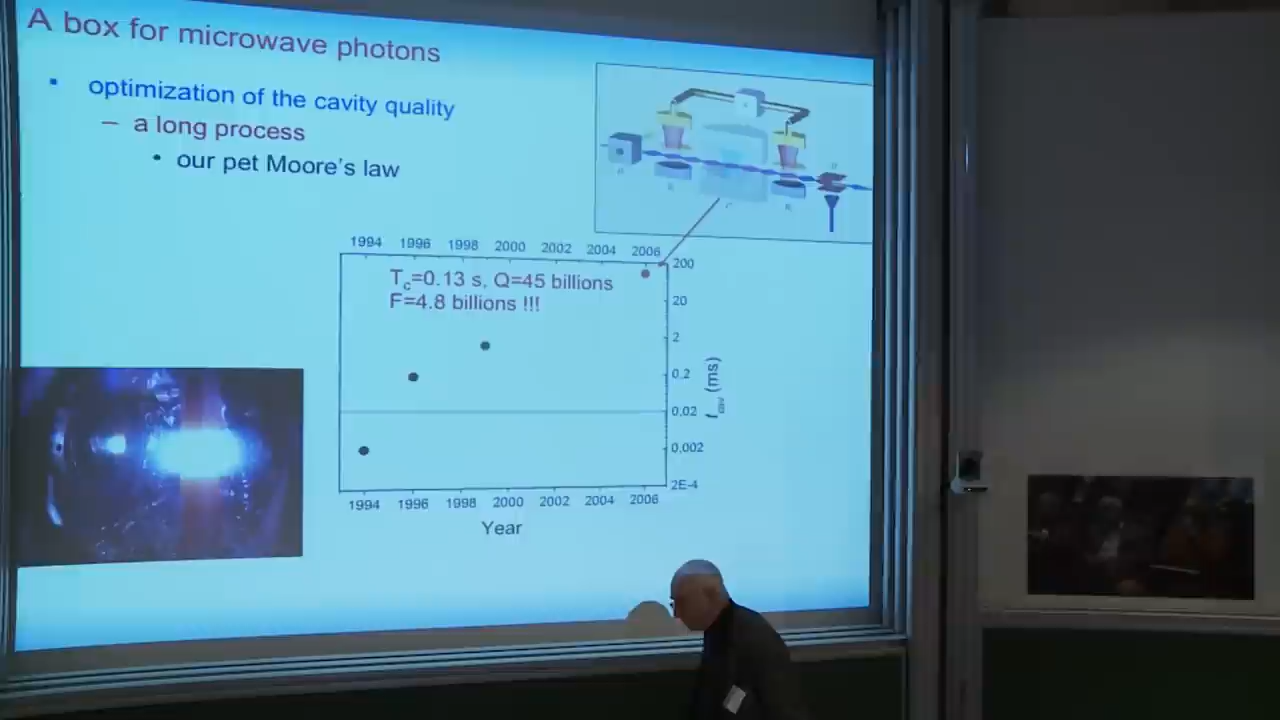 A box for microwave photons
▪ optimization of the cavity quality
– a long process
• our pet Moore's law
1994 1996 1998 2000 2002 2004 2006
T_c=0.13 s, Q=45 billions
F=4.8 billions !!!
200
20
2
0,2
0,02
0,002
2E-4
(ms)
1994 1996 1998 2000 2002 2004 2006
Year